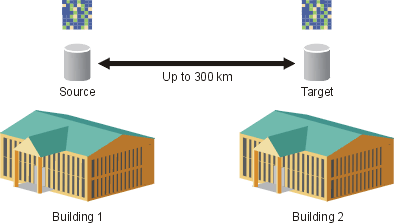 Up to 300 km
Source
Target
Building 1
Building 2